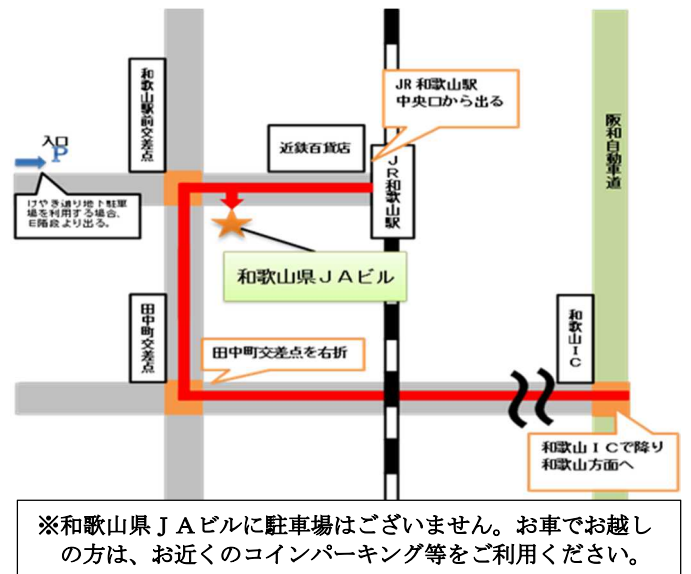 和歌山駅前交差点
JR 和歌山駅
中央口から出る
阪和自動車道
入口
P
近鉄百貨店
JR和歌山駅
けやき通り地下駐車
場を利用する場合、
E階段より出る。
和歌山県ＪＡビル
田中町交差点
和歌山ＩＣ
田中町交差点を右折
和歌山ＩＣで降り
和歌山方面へ
※和歌山県ＪＡビルに駐車場はございません。お車でお越し
の方は、お近くのコインパーキング等をご利用ください。